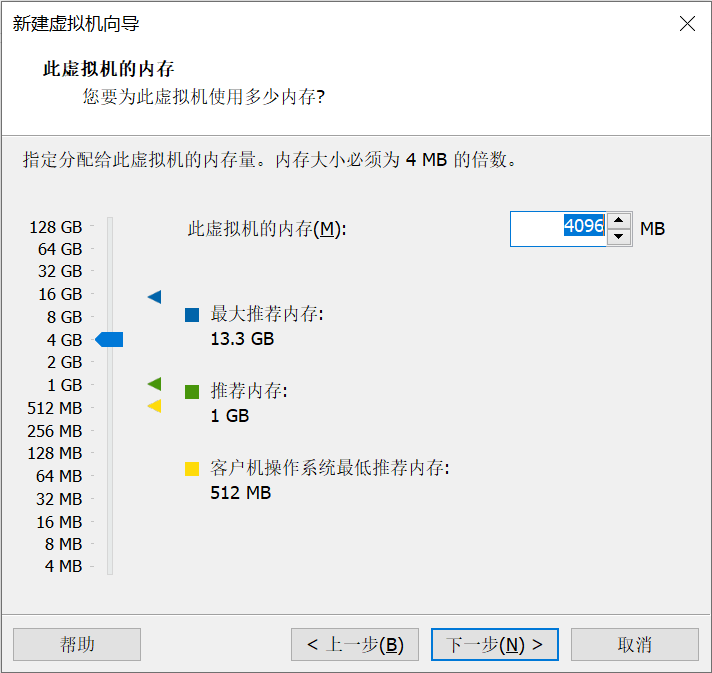 新建虚拟机向导
此虚拟机的内存
您要为此虚拟机使用多少内存?
指定分配给此虚拟机的内存量。内存大小必须为 4 MB 的倍数。
128 GB
64 GB
32 GB
16 GB
8 GB
4 GB
2 GB
1 GB
512 MB
256 MB
128 MB
64 MB
32 MB
16 MB
8 MB
4 MB
此虚拟机的内存(M): 4096 MB
最大推荐内存:
13.3 GB
推荐内存:
1 GB
客户机操作系统最低推荐内存:
512 MB
帮助 < 上一步(B) 下一步(N) > 取消